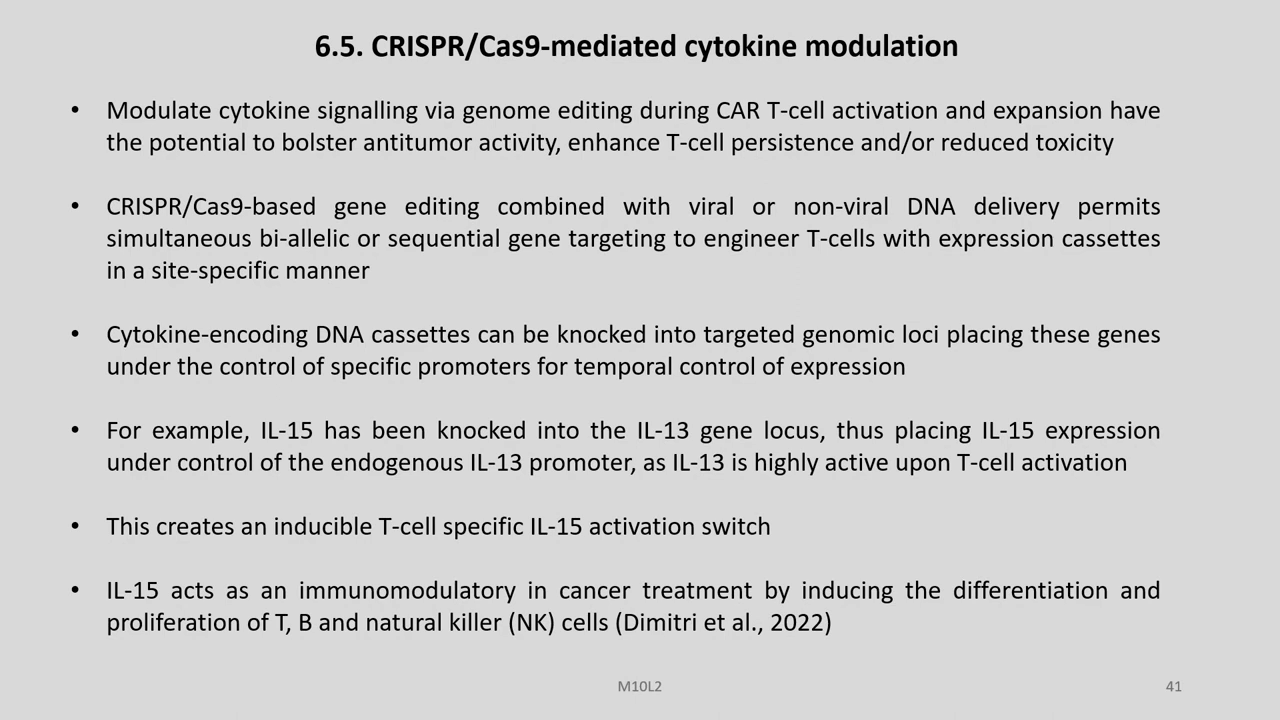 6.5. CRISPR/Cas9-mediated cytokine modulation
• Modulate cytokine signalling via genome editing during CAR T-cell activation and expansion have
the potential to bolster antitumor activity, enhance T-cell persistence and/or reduced toxicity
• CRISPR/Cas9-based gene editing combined with viral or non-viral DNA delivery permits
simultaneous bi-allelic or sequential gene targeting to engineer T-cells with expression cassettes
in a site-specific manner
• Cytokine-encoding DNA cassettes can be knocked into targeted genomic loci placing these genes
under the control of specific promoters for temporal control of expression
• For example, IL-15 has been knocked into the IL-13 gene locus, thus placing IL-15 expression
under control of the endogenous IL-13 promoter, as IL-13 is highly active upon T-cell activation
• This creates an inducible T-cell specific IL-15 activation switch
• IL-15 acts as an immunomodulatory in cancer treatment by inducing the differentiation and
proliferation of T, B and natural killer (NK) cells (Dimitri et al., 2022)
M10L2
41